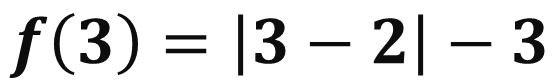 f(3) = |3 − 2| − 3